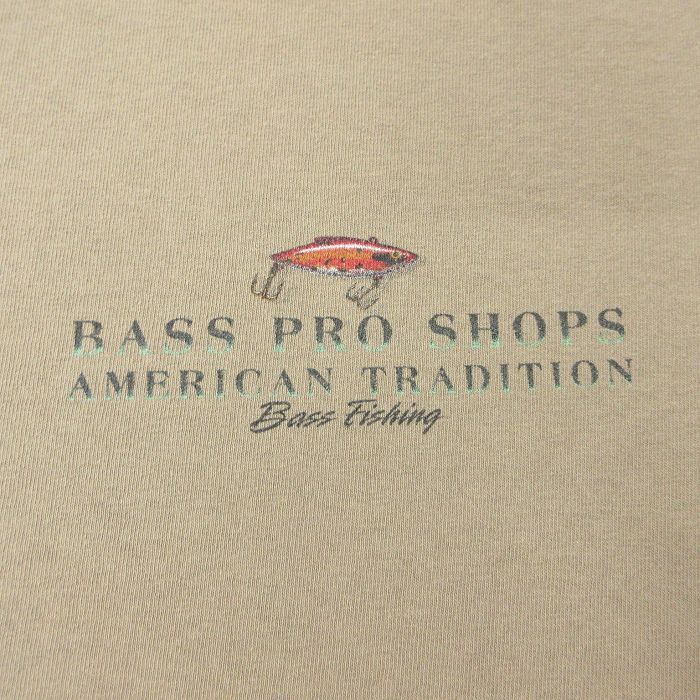 BASS PRO SHOPS
AMERICAN TRADITION
Bass Fishing